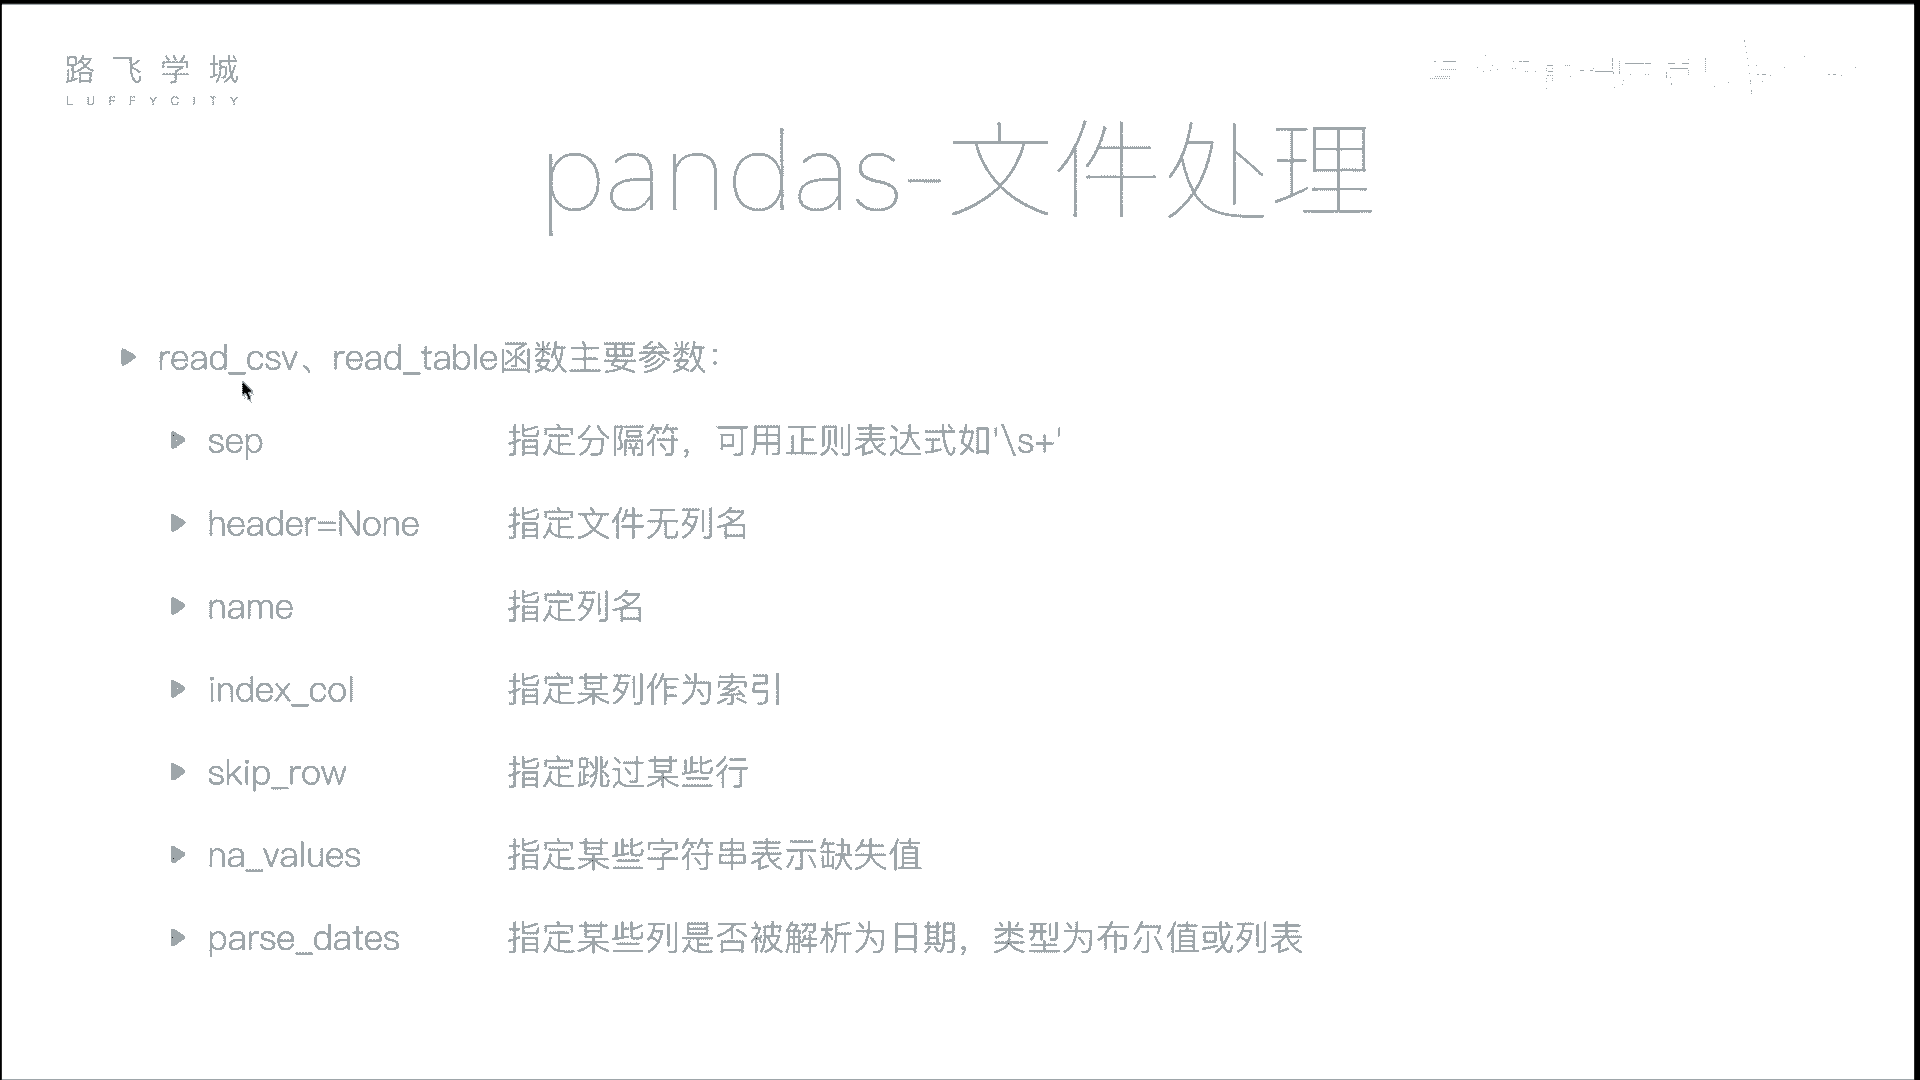 路飞学城
LUFFYCITY
pandas-文件处理
read_csv、read_table函数主要参数：
sep 指定分隔符，可用正则表达式如'\s+'
header=None 指定文件无列名
name 指定列名
index_col 指定某列作为索引
skip_row 指定跳过某些行
na_values 指定某些字符串表示缺失值
parse_dates 指定某些列是否被解析为日期，类型为布尔值或列表